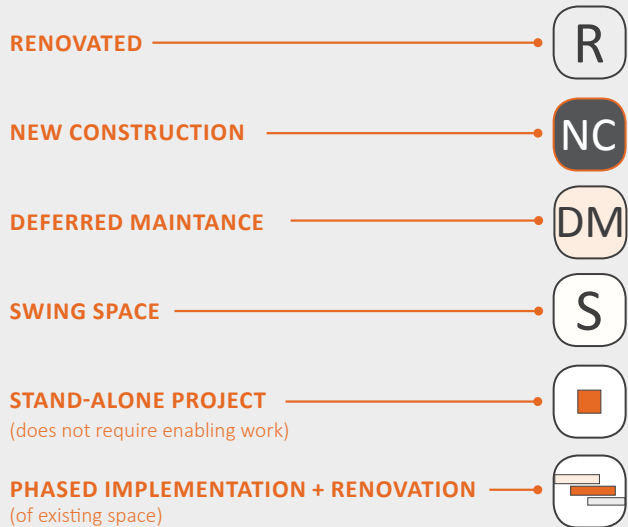 RENOVATED R
NEW CONSTRUCTION NC
DEFERRED MAINTANCE DM
SWING SPACE S
STAND-ALONE PROJECT
(does not require enabling work)
PHASED IMPLEMENTATION + RENOVATION
(of existing space)